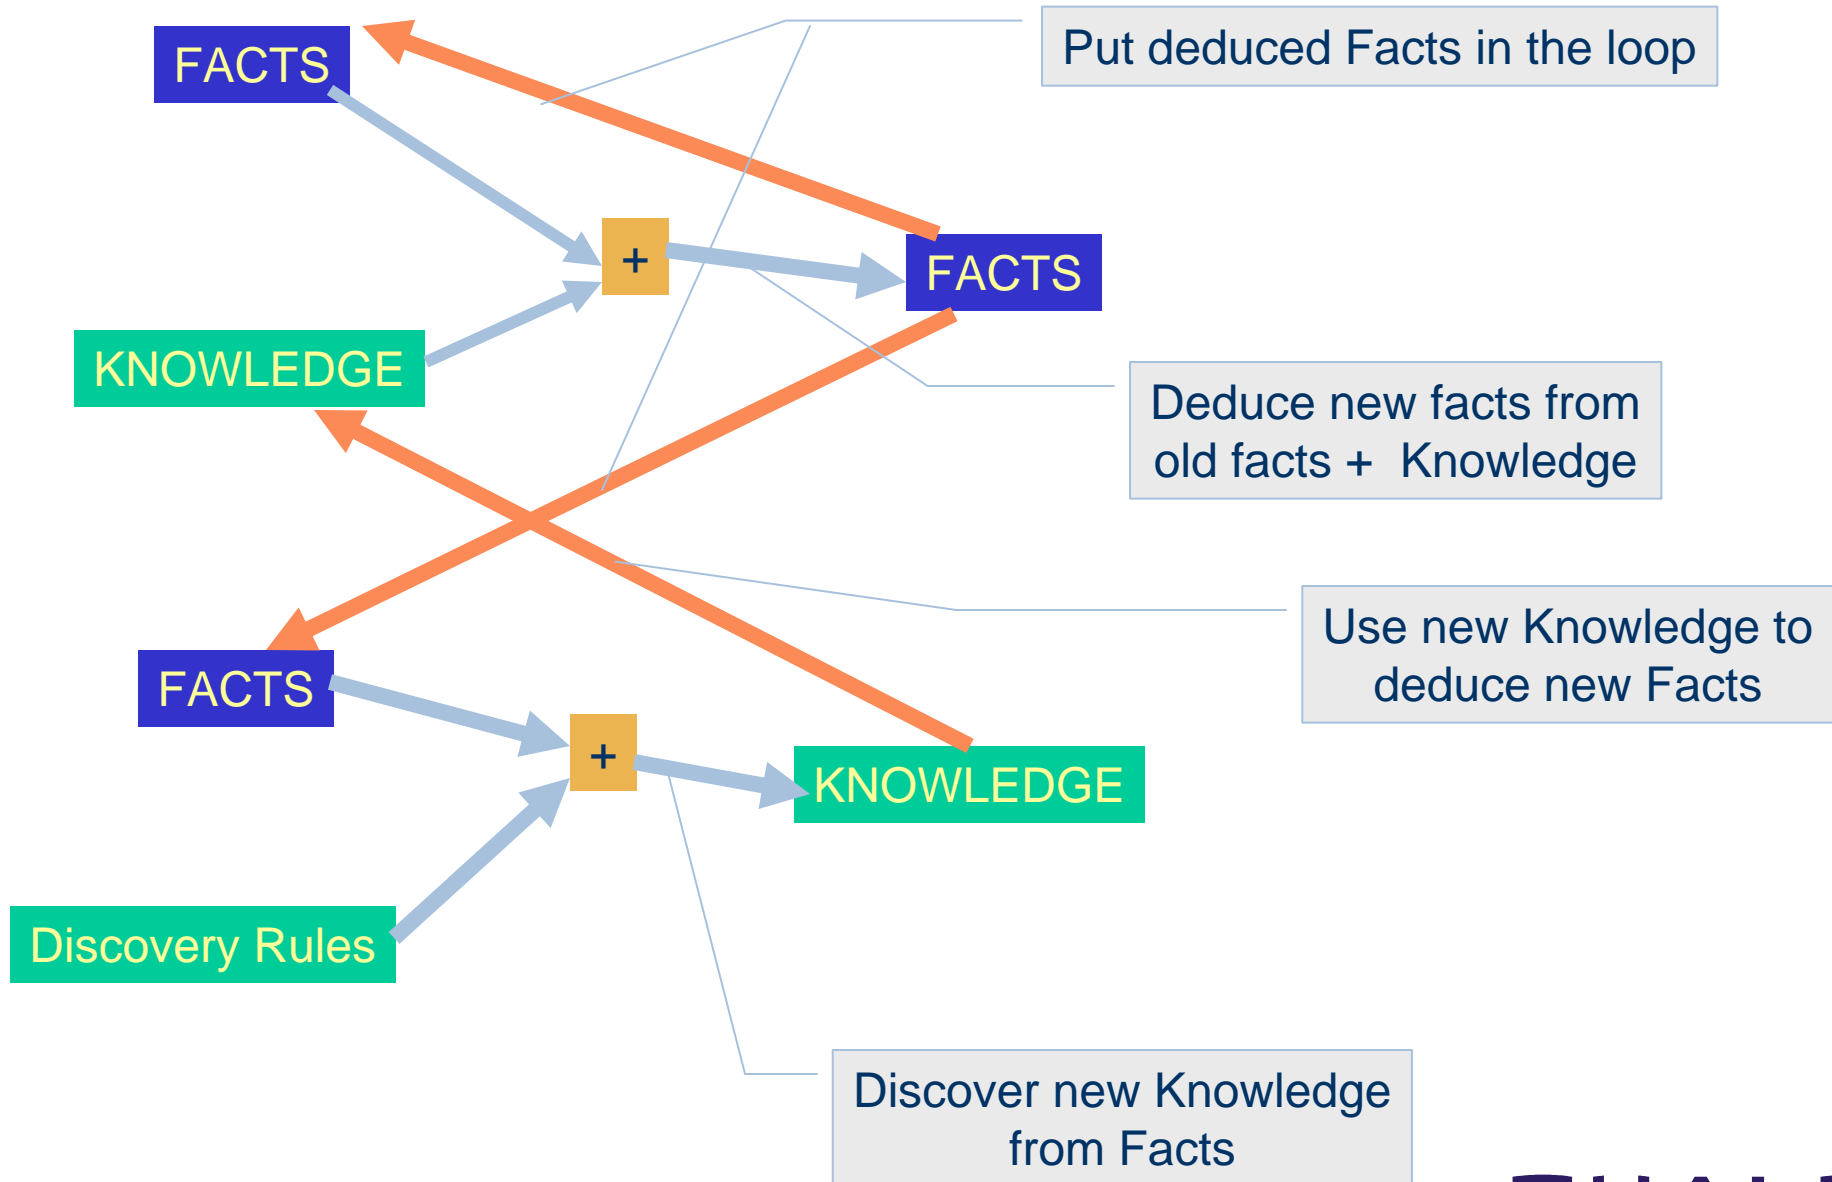 FACTS
Put deduced Facts in the loop
+
FACTS
KNOWLEDGE
Deduce new facts from
old facts + Knowledge
Use new Knowledge to
deduce new Facts
FACTS
+
KNOWLEDGE
Discovery Rules
Discover new Knowledge
from Facts